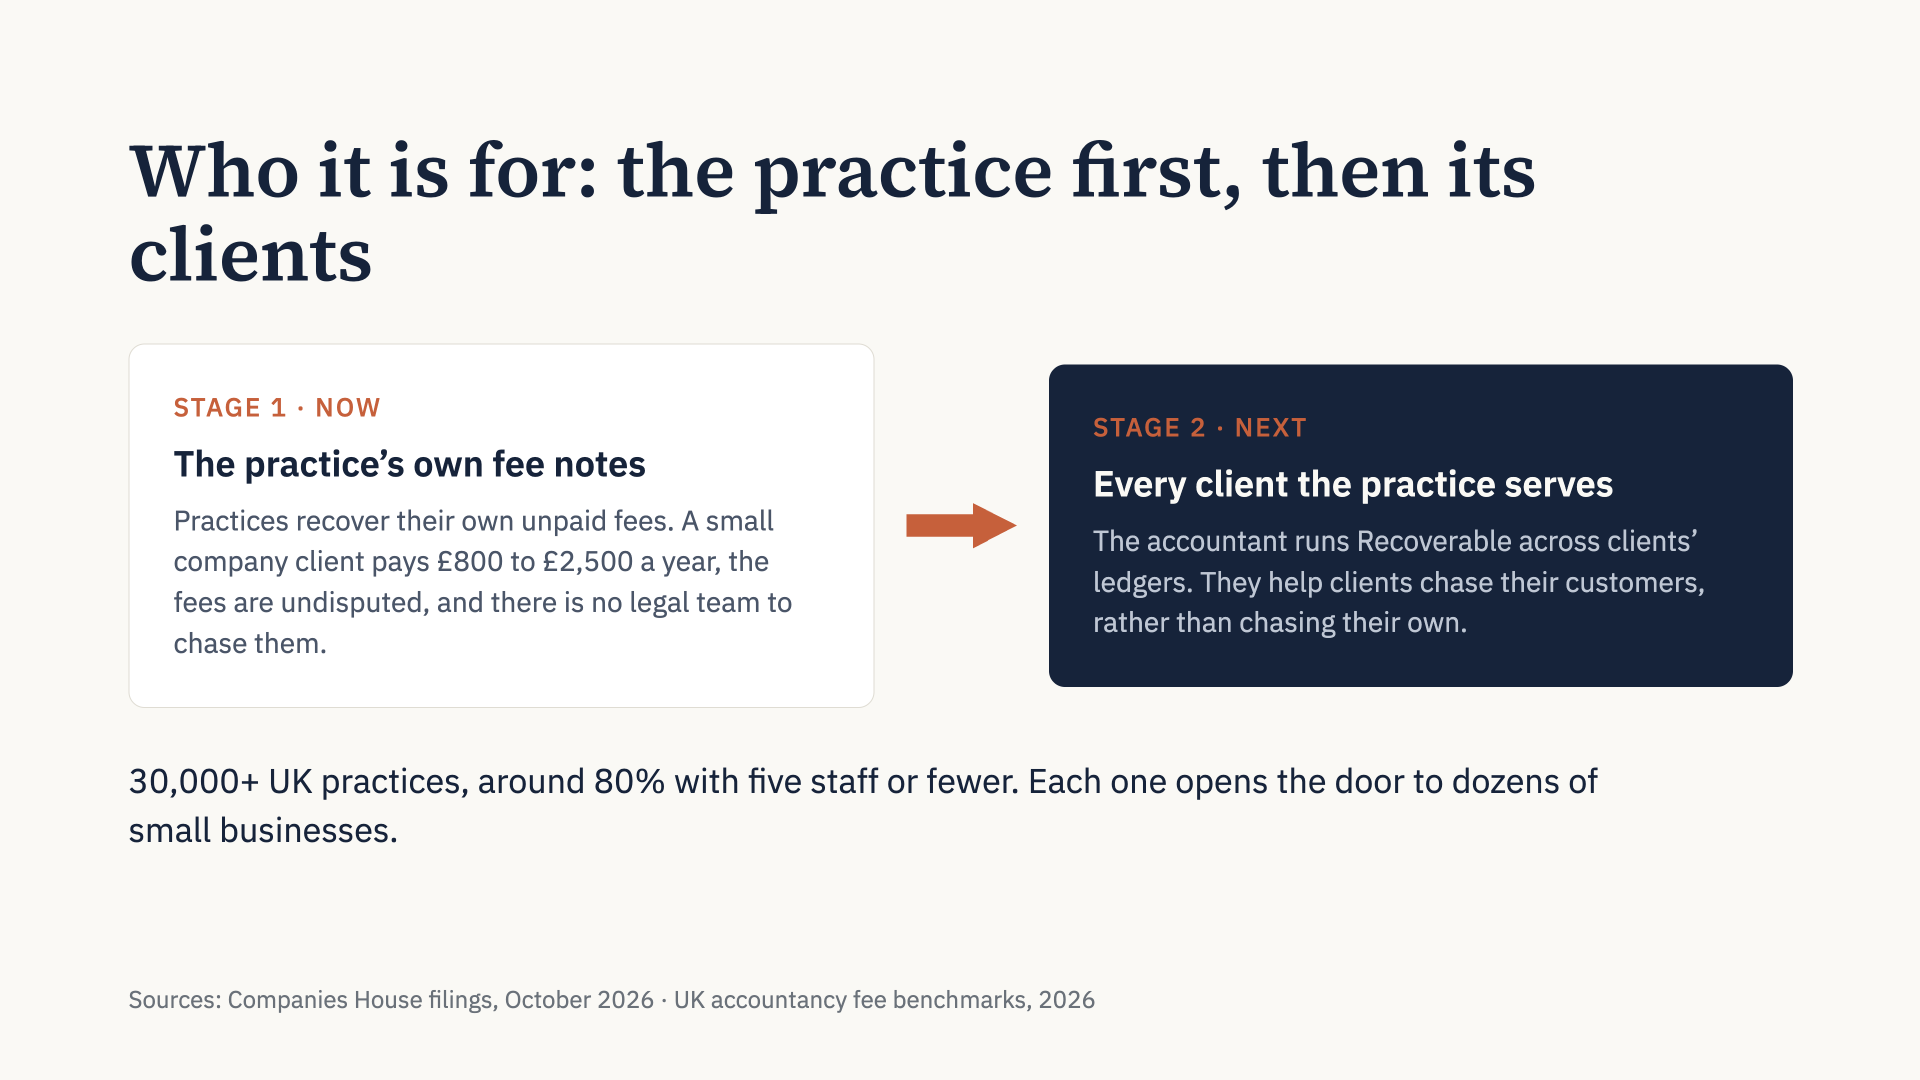 Who it is for: the practice first, then its
clients
STAGE 1 · NOW
The practice’s own fee notes
Practices recover their own unpaid fees. A small
company client pays £800 to £2,500 a year, the
fees are undisputed, and there is no legal team to
chase them.
STAGE 2 · NEXT
Every client the practice serves
The accountant runs Recoverable across clients’
ledgers. They help clients chase their customers,
rather than chasing their own.
30,000+ UK practices, around 80% with five staff or fewer. Each one opens the door to dozens of
small businesses.
Sources: Companies House filings, October 2026 · UK accountancy fee benchmarks, 2026